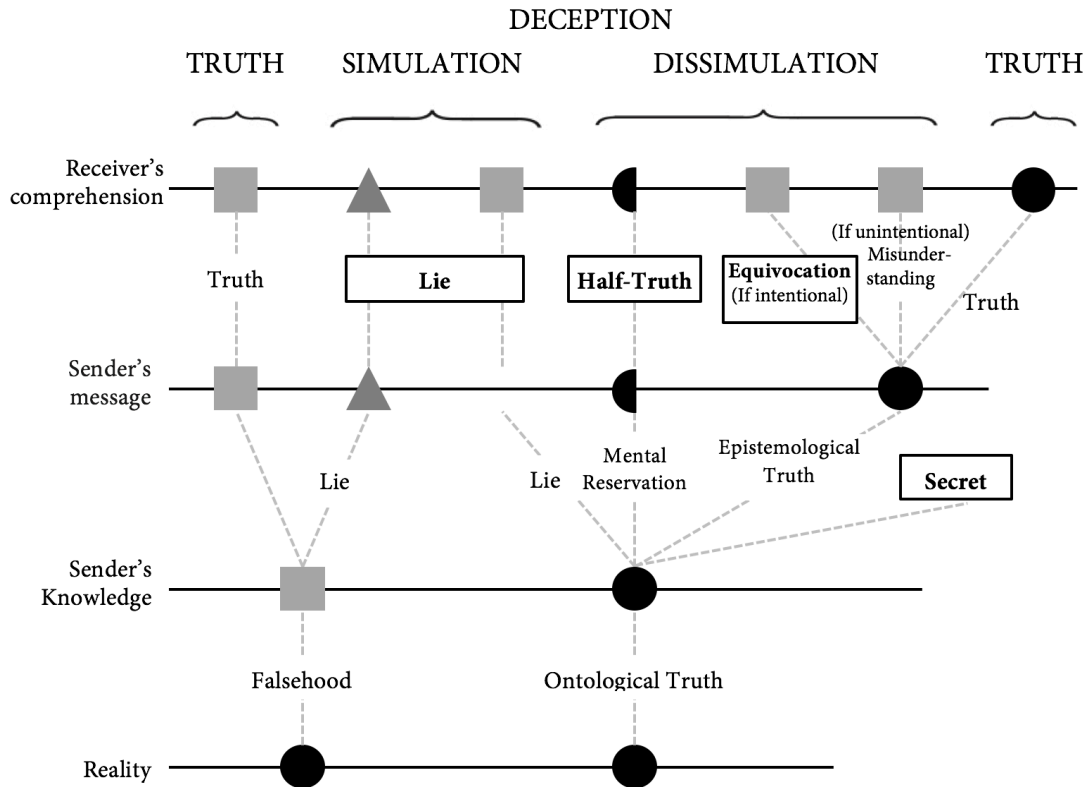 DECEPTION
TRUTH
SIMULATION
DISSIMULATION
TRUTH
Receiver's
comprehension
(If unintentional)
Misunder-
standing
Truth
Lie
Half-Truth
Equivocation
(If intentional)
Truth
Sender's
message
Lie
Lie
Mental
Reservation
Epistemological
Truth
Secret
Sender's
Knowledge
Falsehood
Ontological Truth
Reality